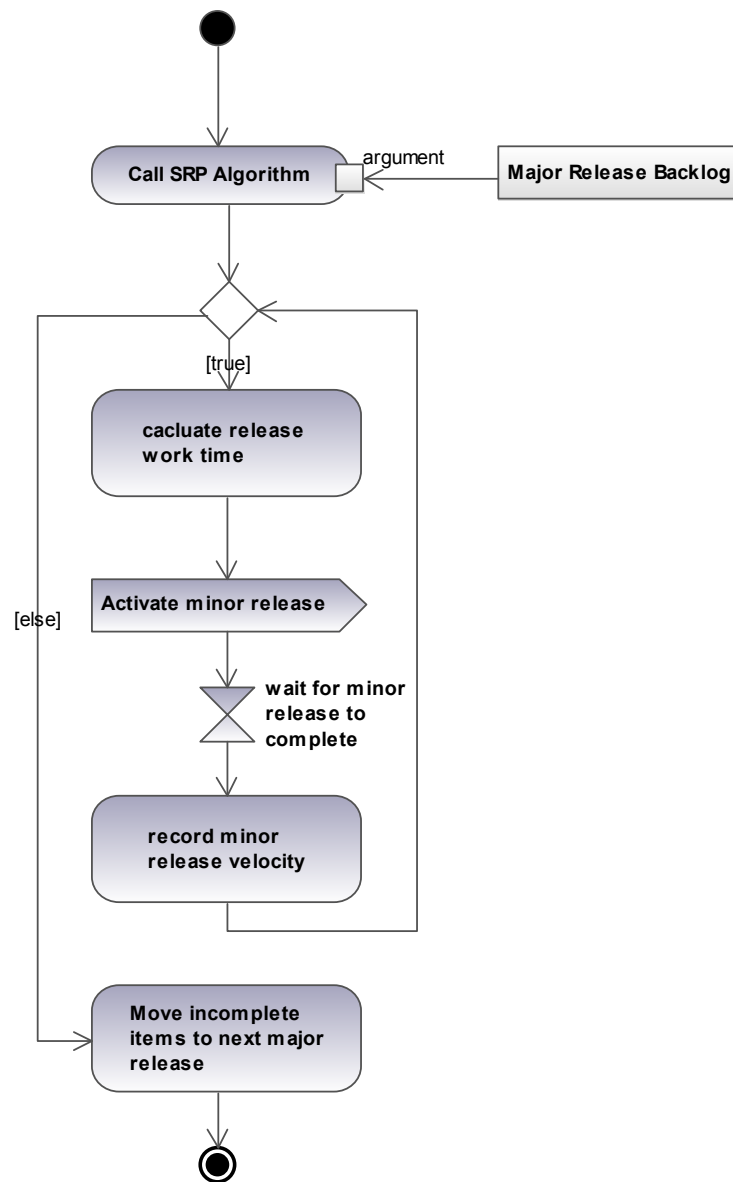 argument
Call SRP Algorithm
Major Release Backlog
[true]
cacluate release
work time
Activate minor release
[else]
wait for minor
release to
complete
record minor
release velocity
Move incomplete
items to next major
release